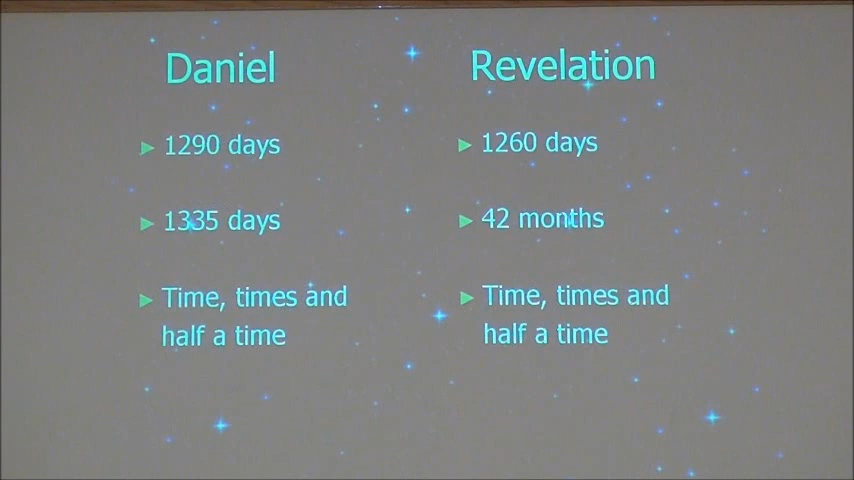 Daniel
1290 days
1335 days
Time, times and
half a time
Revelation
1260 days
42 months
Time, times and
half a time